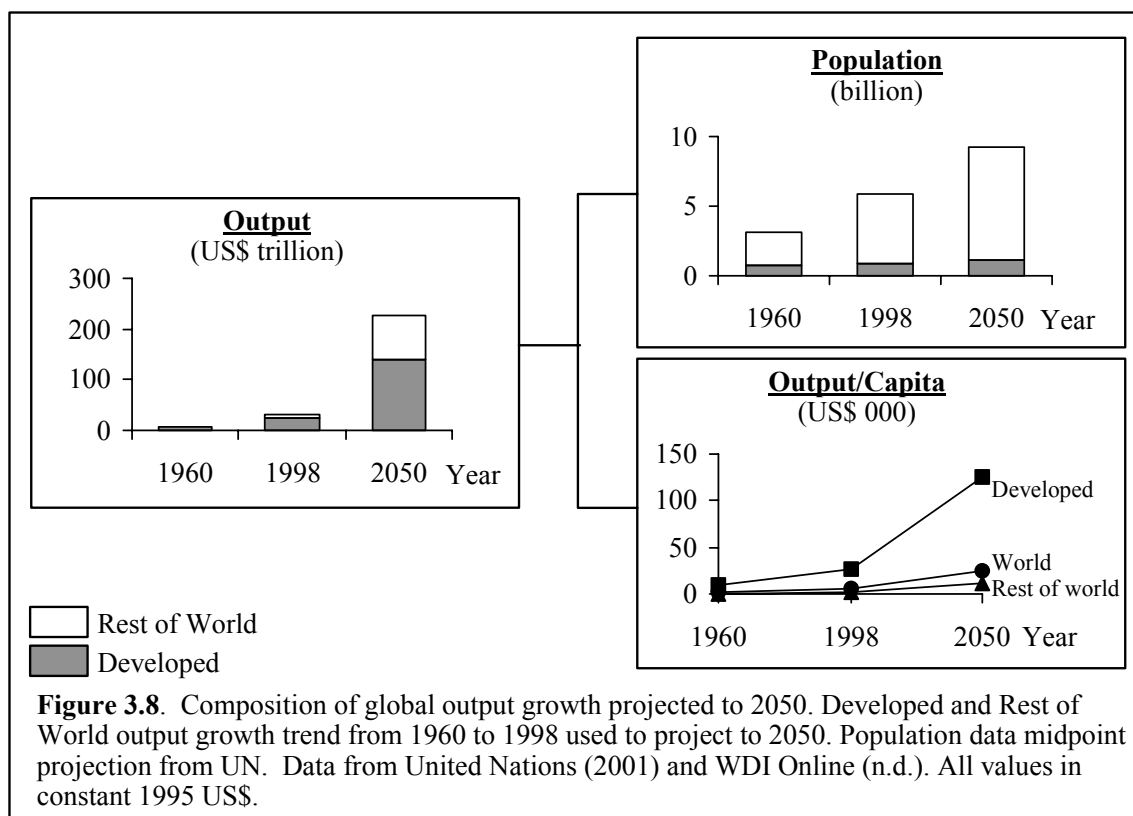 Population
(billion)
10
5
0
1960 1998 2050 Year
Output
(US$ trillion)
300
200
100
0
1960 1998 2050 Year
Output/Capita
(US$ 000)
150
100
50
0
Developed
World
Rest of world
1960 1998 2050 Year
Rest of World
Developed
Figure 3.8. Composition of global output growth projected to 2050. Developed and Rest of
World output growth trend from 1960 to 1998 used to project to 2050. Population data midpoint
projection from UN. Data from United Nations (2001) and WDI Online (n.d.). All values in
constant 1995 US$.